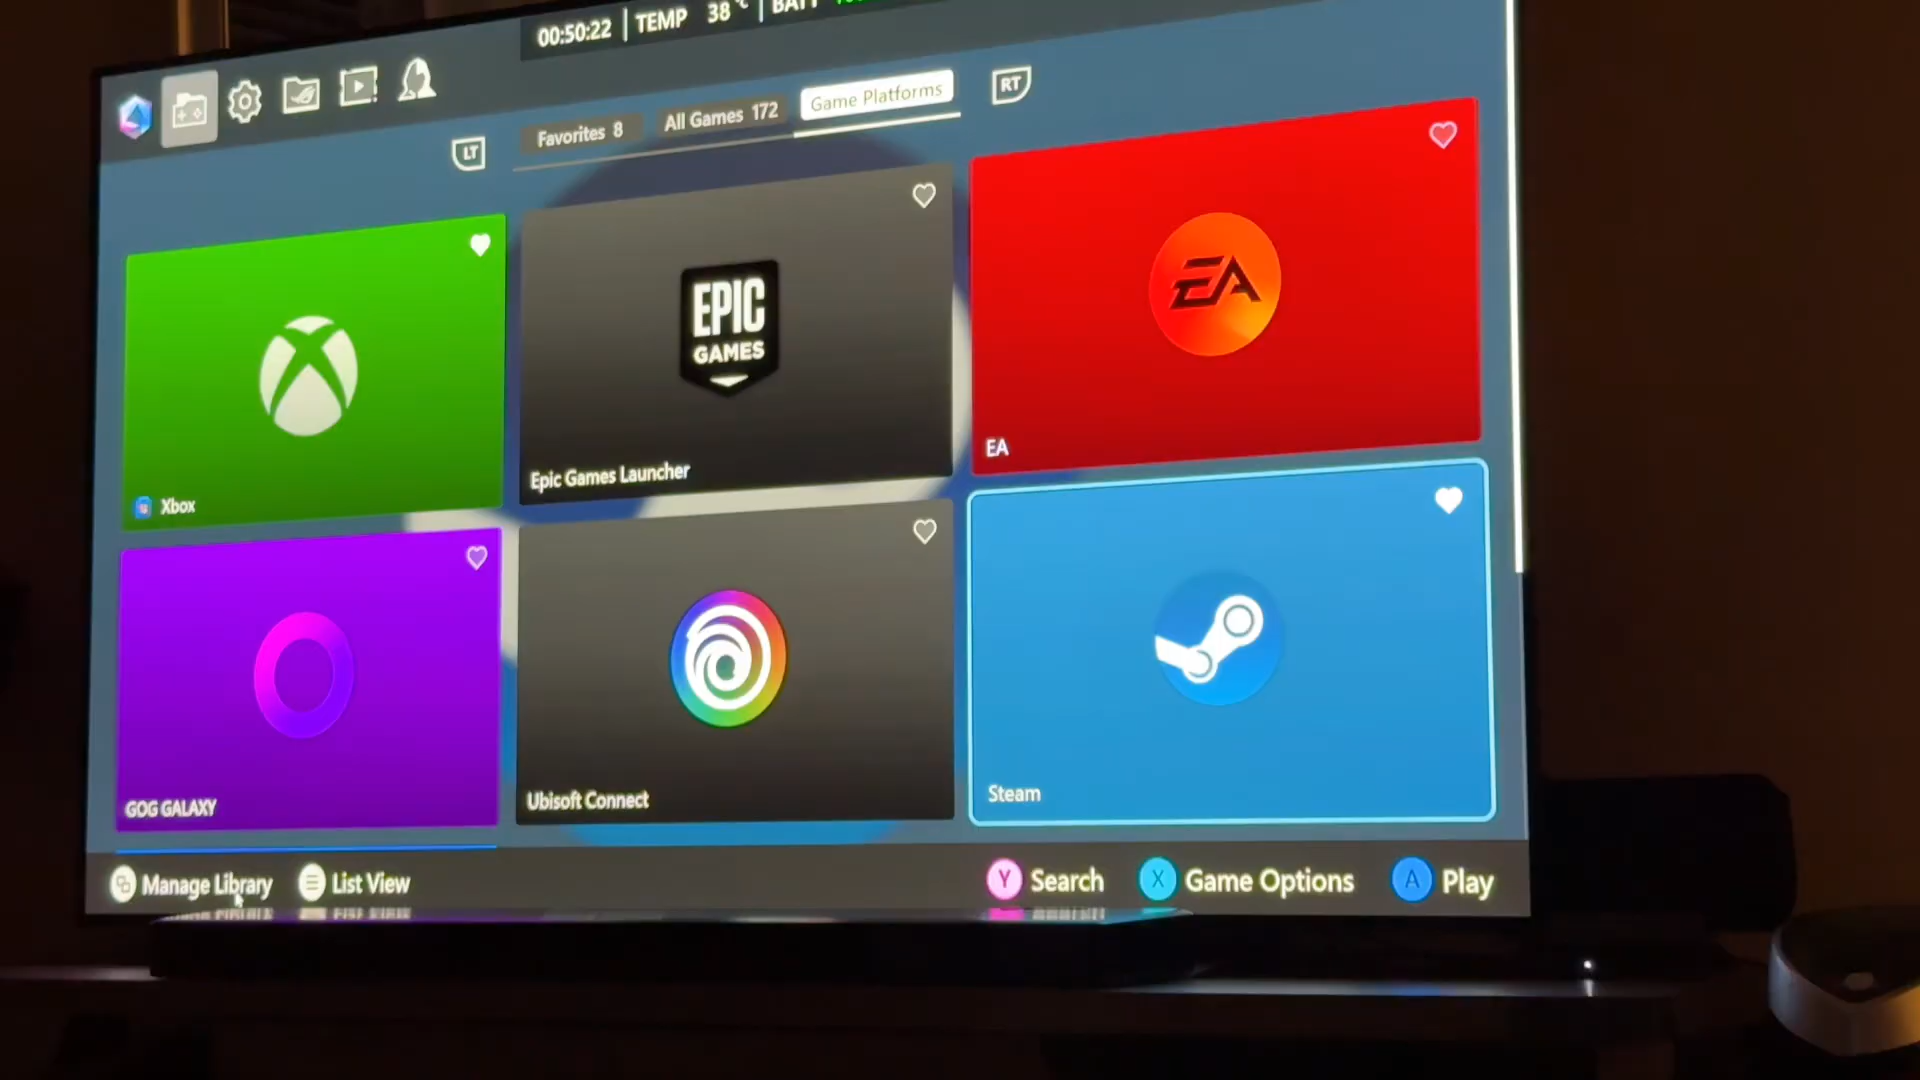 00:50:22 | TEMP 38 °C | BATT
LT
Favorites 8
All Games 172
Game Platforms
RT
EPIC
GAMES
EA
Xbox
Epic Games Launcher
EA
GOG GALAXY
Ubisoft Connect
Steam
Manage Library
List View
Y Search
X Game Options
A Play